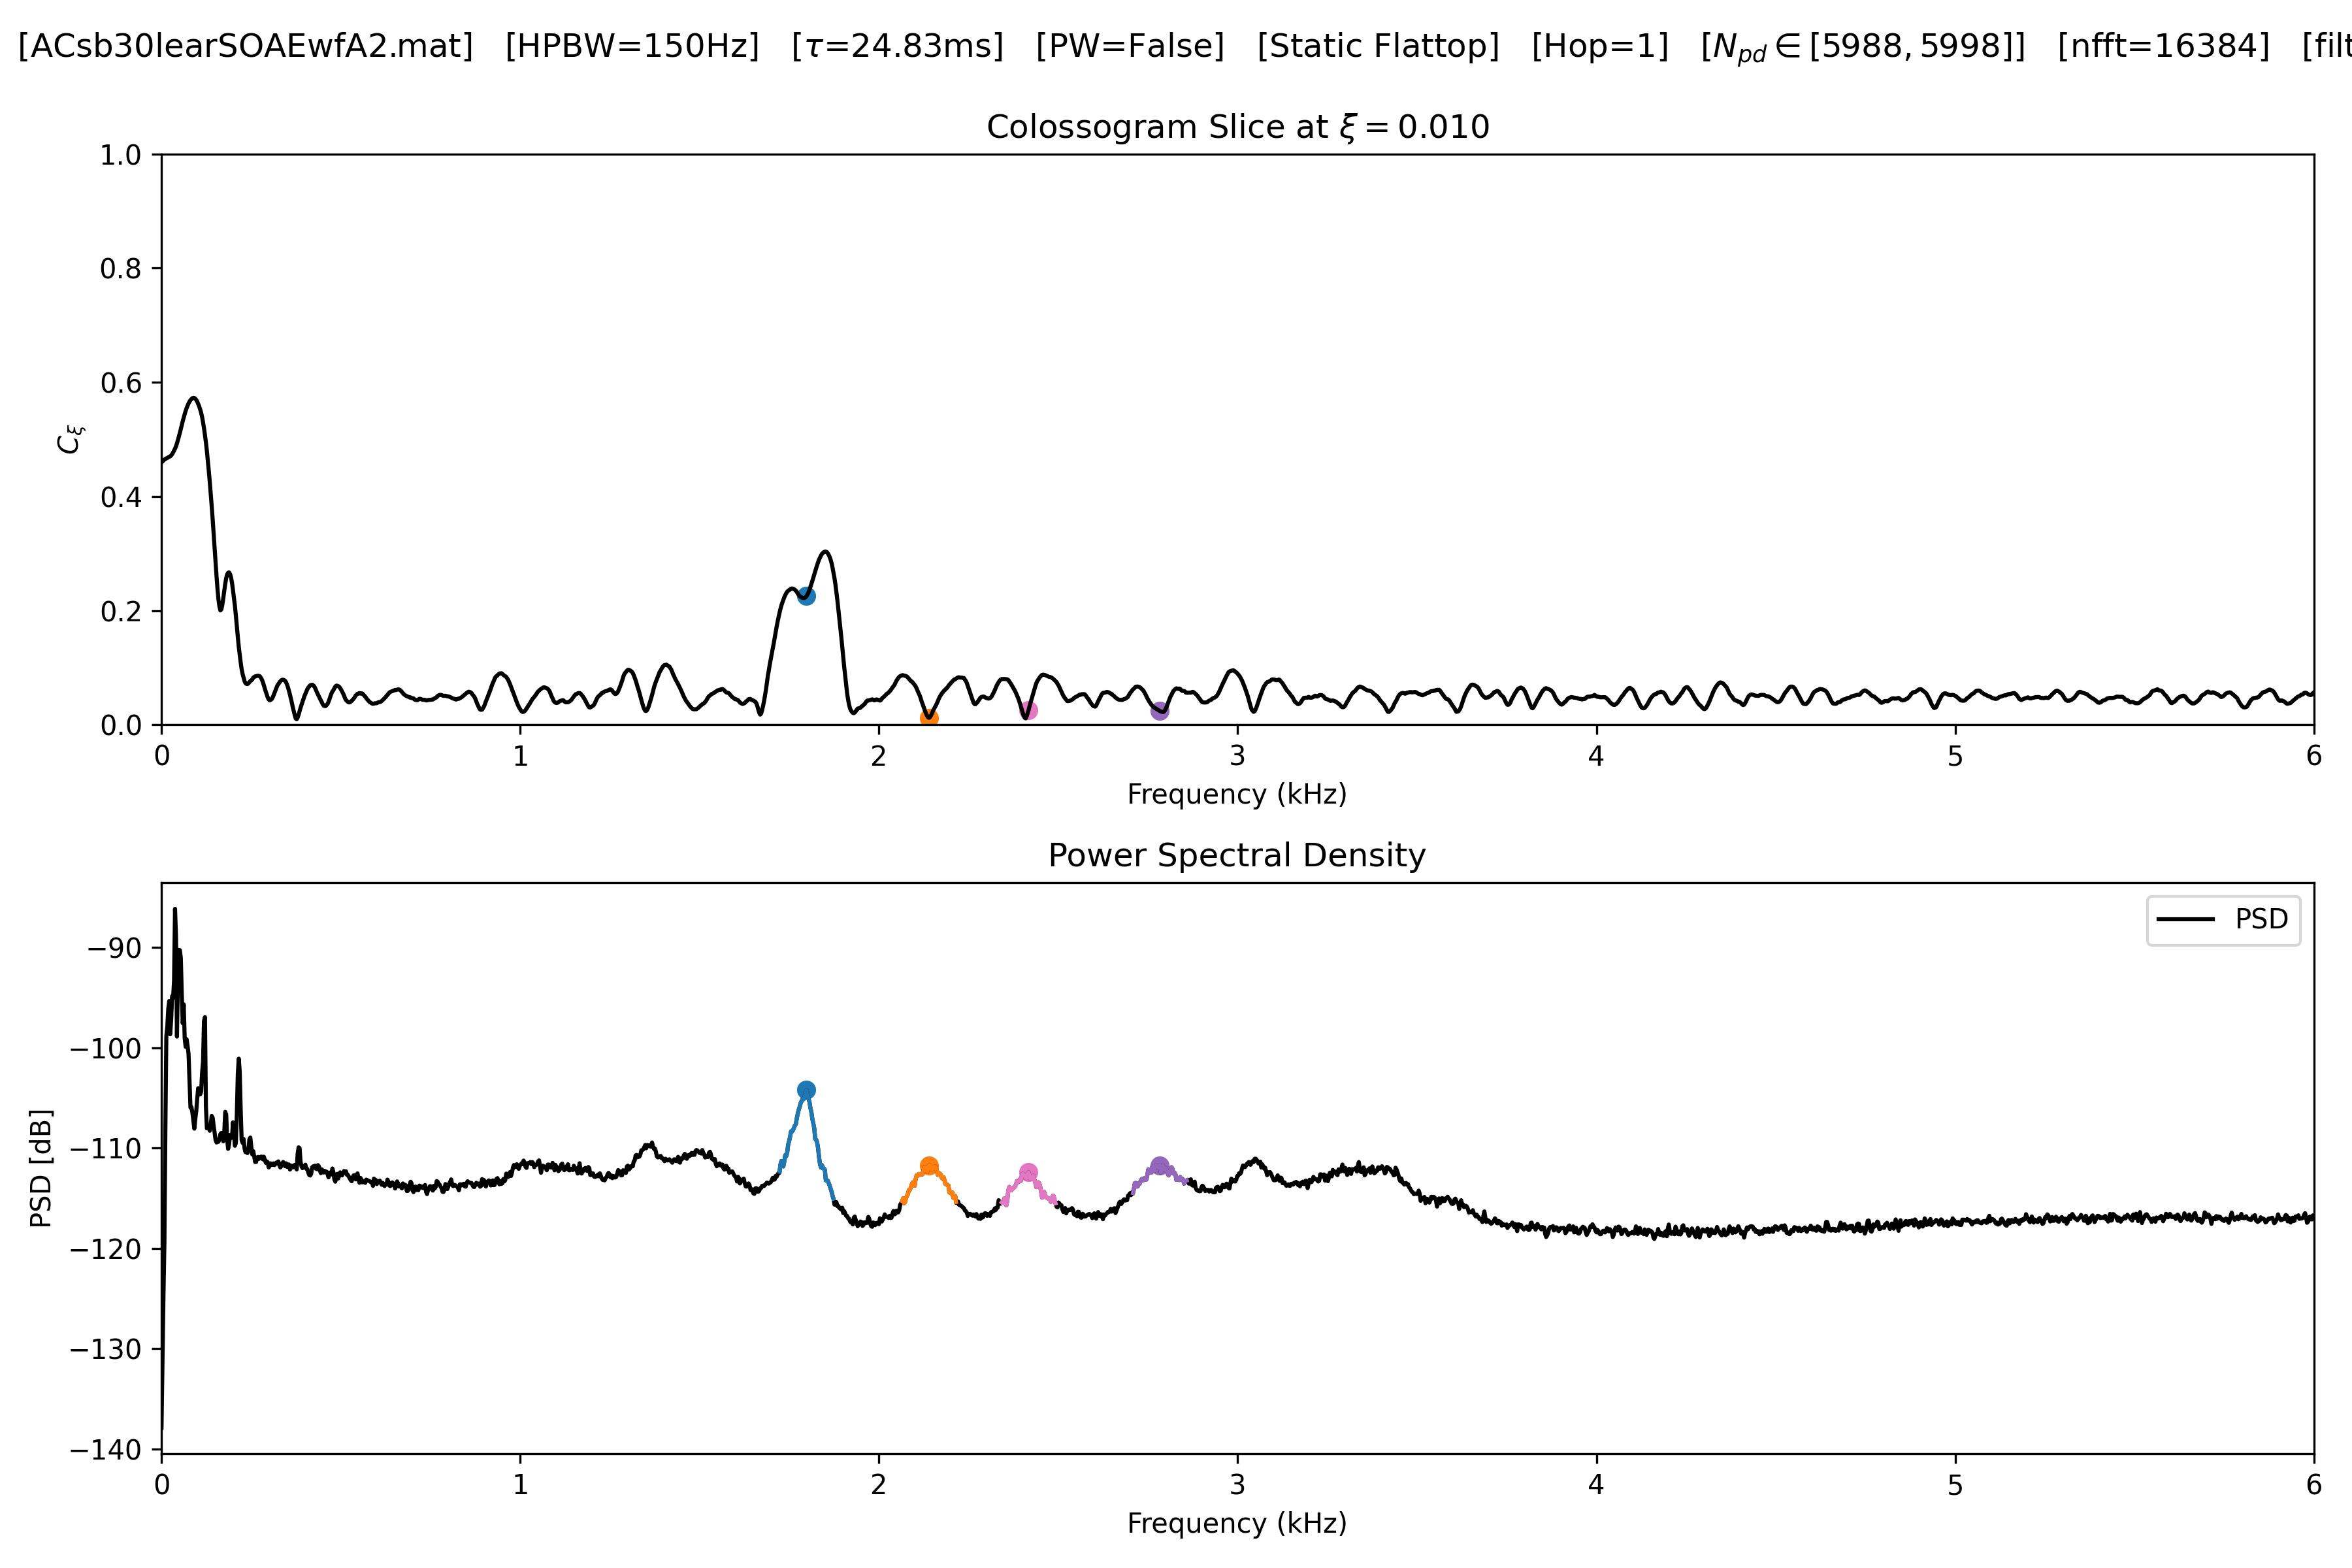 [ACsb30learSOAEwfA2.mat] [HPBW=150Hz] [τ=24.83ms] [PW=False] [Static Flattop] [Hop=1] [N_{pd} ∈ [5988, 5998]] [nfft=16384] [filt
Colossogram Slice at ξ = 0.010
1.0
0.8
0.6
0.4
0.2
0.0
C_ξ
0 1 2 3 4 5 6
Frequency (kHz)
Power Spectral Density
PSD
−90
−100
−110
−120
−130
−140
PSD [dB]
0 1 2 3 4 5 6
Frequency (kHz)